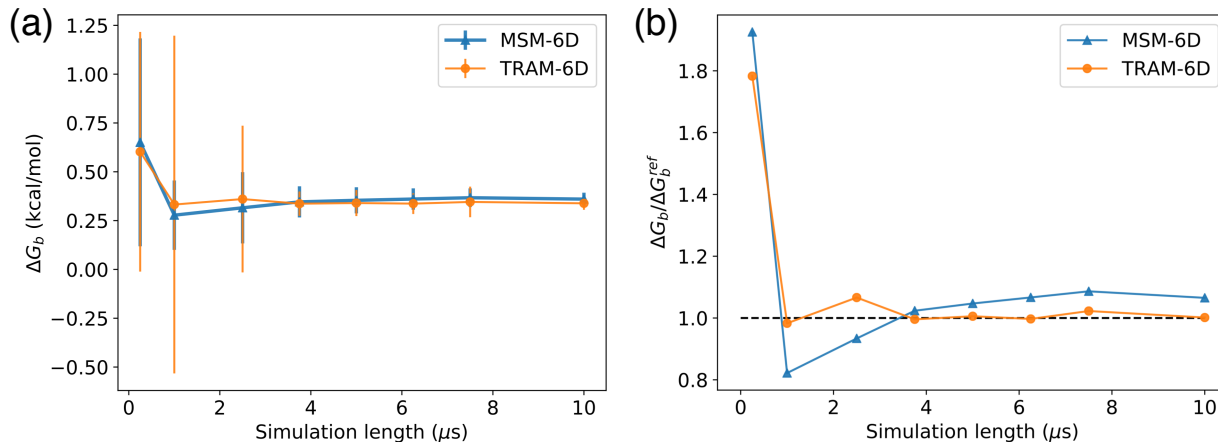 (a)
1.25
1.00
0.75
0.50
0.25
0.00
−0.25
−0.50
ΔG_b (kcal/mol)
MSM-6D
TRAM-6D
0 2 4 6 8 10
Simulation length (μs)
(b)
1.8
1.6
1.4
1.2
1.0
0.8
ΔG_b/ΔG_b^ref
MSM-6D
TRAM-6D
0 2 4 6 8 10
Simulation length (μs)